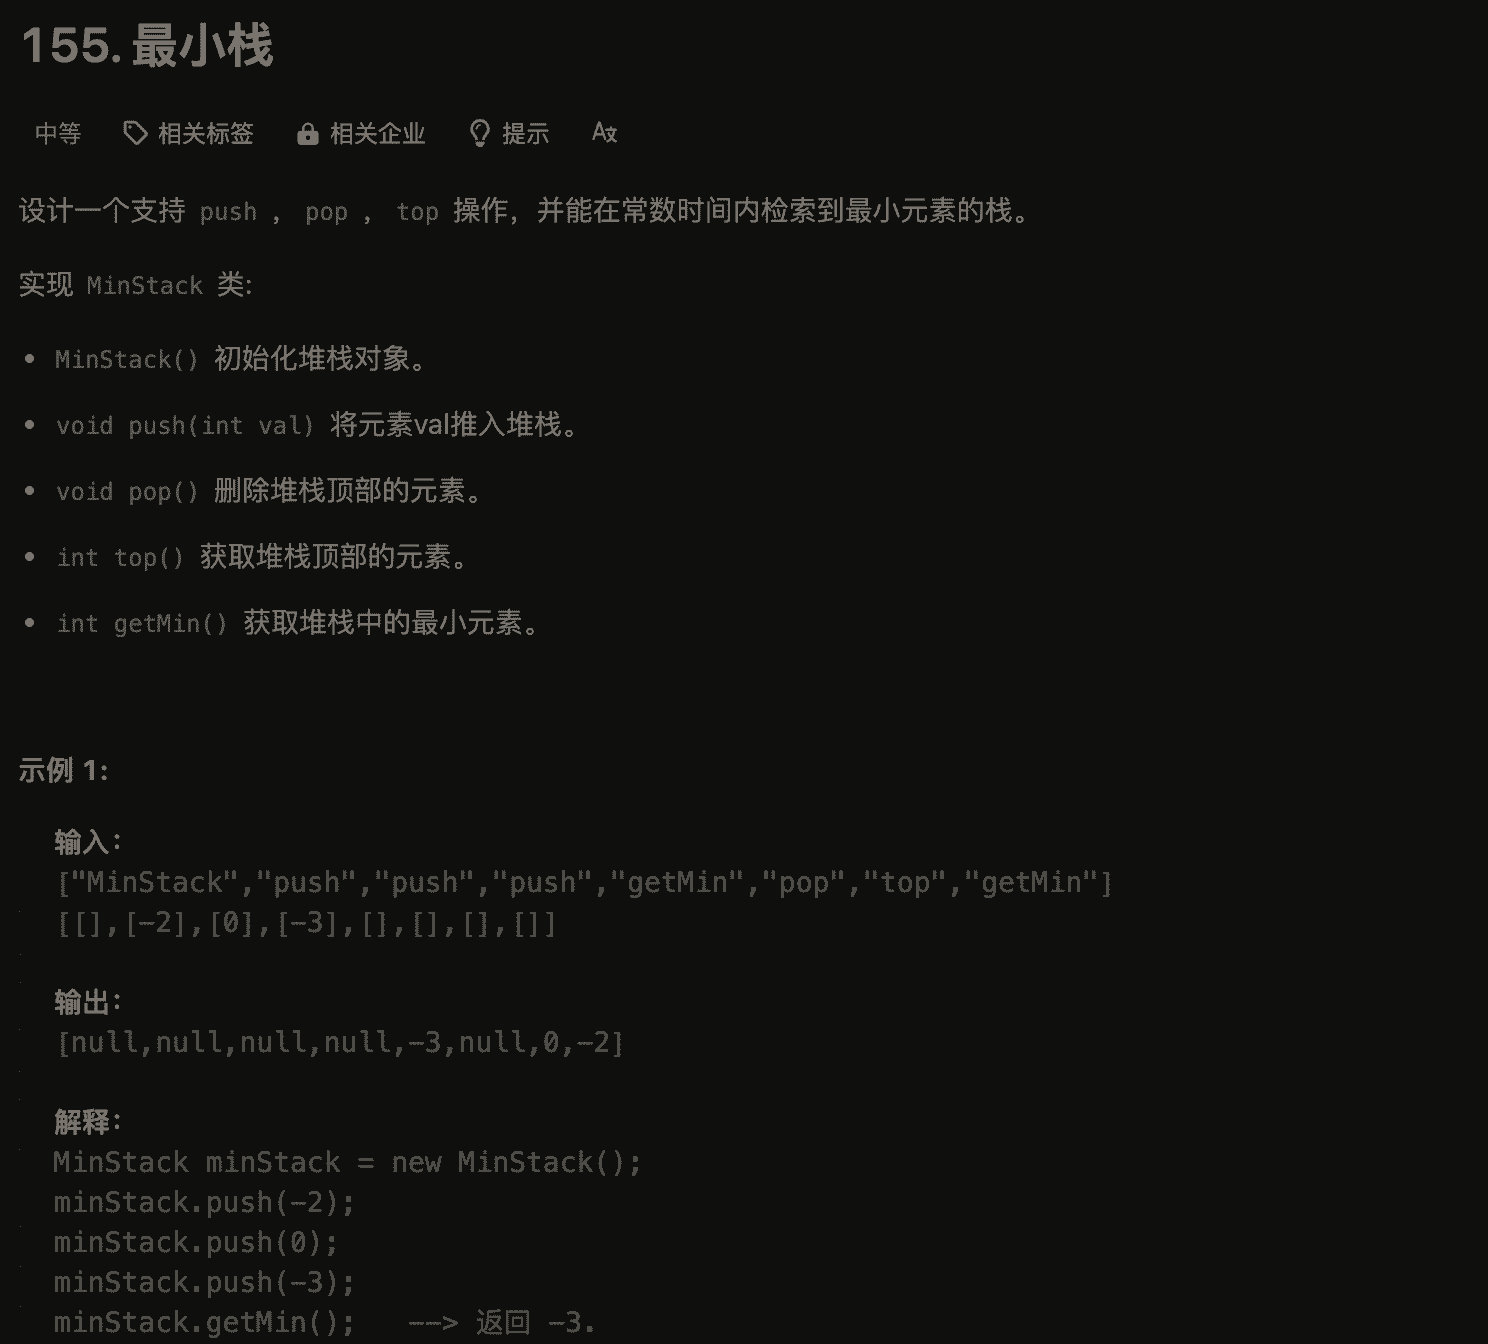 155. 最小栈
中等 相关标签 相关企业 提示
设计一个支持 push ， pop ， top 操作，并能在常数时间内检索到最小元素的栈。
实现 MinStack 类:
• MinStack() 初始化堆栈对象。
• void push(int val) 将元素val推入堆栈。
• void pop() 删除堆栈顶部的元素。
• int top() 获取堆栈顶部的元素。
• int getMin() 获取堆栈中的最小元素。
示例 1:
输入：
["MinStack","push","push","push","getMin","pop","top","getMin"]
[[],[-2],[0],[-3],[],[],[],[]]
输出：
[null,null,null,null,-3,null,0,-2]
解释：
MinStack minStack = new MinStack();
minStack.push(-2);
minStack.push(0);
minStack.push(-3);
minStack.getMin();   --> 返回 -3.